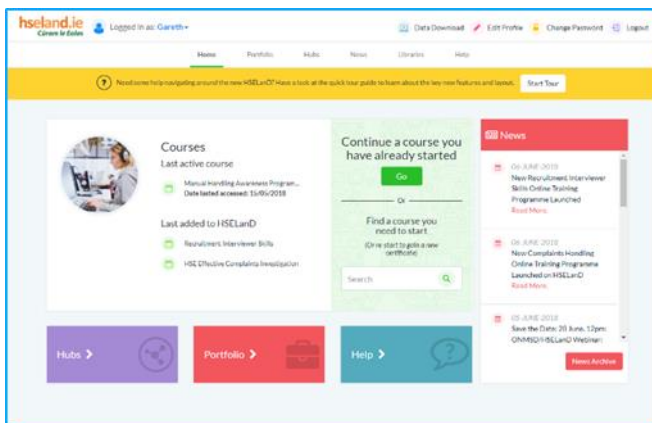 hseland.ie
Cúram le Eolas
Logged in as: Gareth
Data Download
Edit Profile
Change Password
Logout
Home
Portfolio
Hubs
News
Libraries
Help
Need some help navigating around the new HSELanD? Have a look at the quick tour guide to learn about the key new features and layout.
Start Tour
Courses
Last active course
Manual Handling Awareness Program...
Date lasted accessed: 15/05/2018
Last added to HSELanD
Recruitment Interviewer Skills
HSE Effective Complaints Investigation
Continue a course you
have already started
Go
Or
Find a course you
need to start
(Or re start to gain a new
certificate)
Search
News
06-JUNE-2018
New Recruitment Interviewer
Skills Online Training
Programme Launched
Read More.
06-JUNE-2018
New Complaints Handling
Online Training Programme
Launched on HSELanD
Read More.
05-JUNE-2018
Save the Date: 20 June, 12pm:
ONMSD/HSELanD Webinar:
News Archive
Hubs
Portfolio
Help